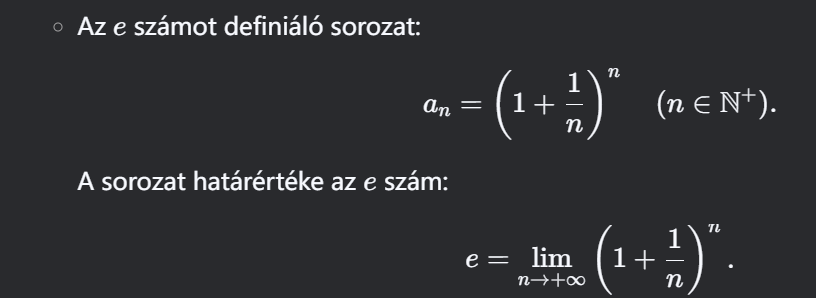 Az e számot definiáló sorozat:
aₙ = (1 + 1/n)ⁿ (n ∈ ℕ⁺).
A sorozat határértéke az e szám:
e = lim_{n→+∞} (1 + 1/n)ⁿ.